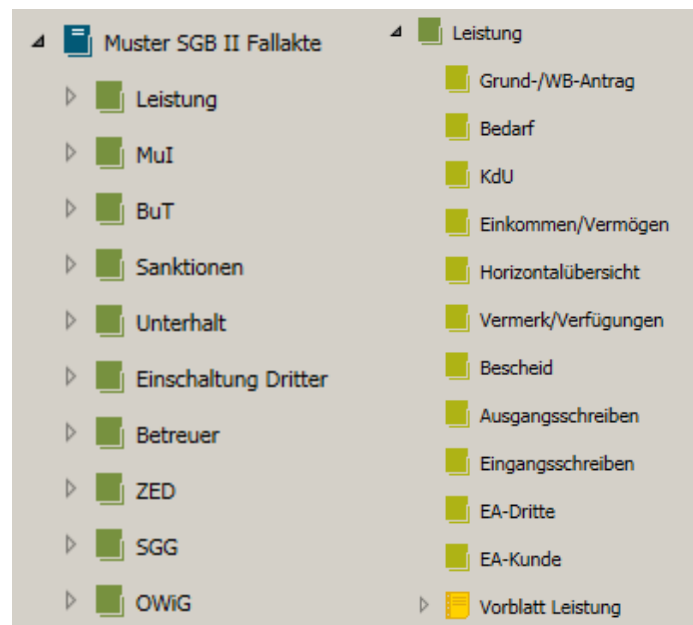 Muster SGB II Fallakte
Leistung
MuI
BuT
Sanktionen
Unterhalt
Einschaltung Dritter
Betreuer
ZED
SGG
OWiG
Leistung
Grund-/WB-Antrag
Bedarf
KdU
Einkommen/Vermögen
Horizontalübersicht
Vermerk/Verfügungen
Bescheid
Ausgangsschreiben
Eingangsschreiben
EA-Dritte
EA-Kunde
Vorblatt Leistung